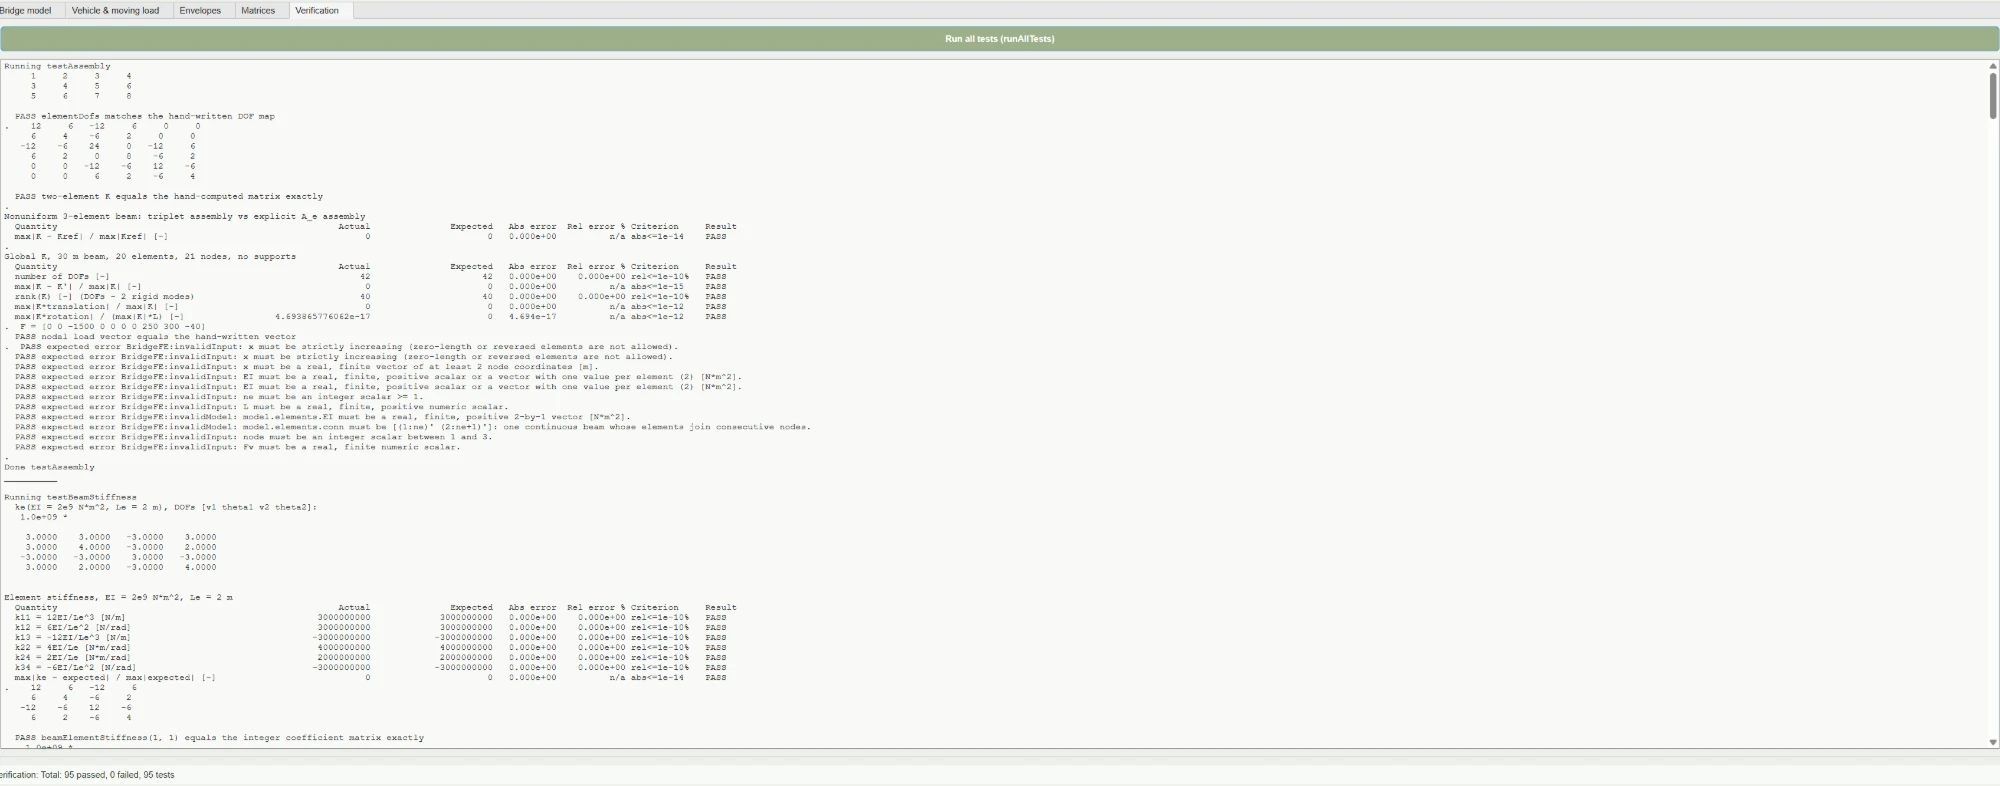 Bridge model Vehicle & moving load Envelopes Matrices Verification
Run all tests (runAllTests)
Running testAssembly
1 2 3 4
3 4 5 6
5 6 7 8
PASS elementDofs matches the hand-written DOF map
. 12 6 -12 6 0 0
6 4 -6 2 0 0
-12 -6 24 0 -12 6
6 2 0 8 -6 2
0 0 -12 -6 12 -6
0 0 6 2 -6 4
PASS two-element K equals the hand-computed matrix exactly
.
Nonuniform 3-element beam: triplet assembly vs explicit A_e assembly
Quantity Actual Expected Abs error Rel error % Criterion Result
max|K - Kref| / max|Kref| [-] 0 0 0.000e+00 n/a abs<=1e-14 PASS
.
Global K, 30 m beam, 20 elements, 21 nodes, no supports
Quantity Actual Expected Abs error Rel error % Criterion Result
number of DOFs [-] 42 42 0.000e+00 0.000e+00 rel<=1e-10% PASS
max|K - K'| / max|K| [-] 0 0 0.000e+00 n/a abs<=1e-15 PASS
rank(K) [-] (DOFs - 2 rigid modes) 40 40 0.000e+00 0.000e+00 rel<=1e-10% PASS
max|K*translation| / max|K| [-] 0 0 0.000e+00 n/a abs<=1e-12 PASS
max|K*rotation| / (max|K|*L) [-] 4.693865776062e-17 0 4.694e-17 n/a abs<=1e-12 PASS
. F = [0 0 -1500 0 0 0 0 250 300 -40]
PASS nodal load vector equals the hand-written vector
. PASS expected error BridgeFE:invalidInput: x must be strictly increasing (zero-length or reversed elements are not allowed).
PASS expected error BridgeFE:invalidInput: x must be strictly increasing (zero-length or reversed elements are not allowed).
PASS expected error BridgeFE:invalidInput: x must be a real, finite vector of at least 2 node coordinates [m].
PASS expected error BridgeFE:invalidInput: EI must be a real, finite, positive scalar or a vector with one value per element (2) [N*m^2].
PASS expected error BridgeFE:invalidInput: EI must be a real, finite, positive scalar or a vector with one value per element (2) [N*m^2].
PASS expected error BridgeFE:invalidInput: ne must be an integer scalar >= 1.
PASS expected error BridgeFE:invalidInput: L must be a real, finite, positive numeric scalar.
PASS expected error BridgeFE:invalidModel: model.elements.EI must be a real, finite, positive 2-by-1 vector [N*m^2].
PASS expected error BridgeFE:invalidModel: model.elements.conn must be [(1:ne)' (2:ne+1)']: one continuous beam whose elements join consecutive nodes.
PASS expected error BridgeFE:invalidInput: node must be an integer scalar between 1 and 3.
PASS expected error BridgeFE:invalidInput: Fv must be a real, finite numeric scalar.
.
Done testAssembly
__________
Running testBeamStiffness
ke(EI = 2e9 N*m^2, Le = 2 m), DOFs [v1 theta1 v2 theta2]:
1.0e+09 *
3.0000 3.0000 -3.0000 3.0000
3.0000 4.0000 -3.0000 2.0000
-3.0000 -3.0000 3.0000 -3.0000
3.0000 2.0000 -3.0000 4.0000
Element stiffness, EI = 2e9 N*m^2, Le = 2 m
Quantity Actual Expected Abs error Rel error % Criterion Result
k11 = 12EI/Le^3 [N/m] 3000000000 3000000000 0.000e+00 0.000e+00 rel<=1e-10% PASS
k12 = 6EI/Le^2 [N/rad] 3000000000 3000000000 0.000e+00 0.000e+00 rel<=1e-10% PASS
k13 = -12EI/Le^3 [N/m] -3000000000 -3000000000 0.000e+00 0.000e+00 rel<=1e-10% PASS
k22 = 4EI/Le [N*m/rad] 4000000000 4000000000 0.000e+00 0.000e+00 rel<=1e-10% PASS
k24 = 2EI/Le [N*m/rad] 2000000000 2000000000 0.000e+00 0.000e+00 rel<=1e-10% PASS
k34 = -6EI/Le^2 [N/rad] -3000000000 -3000000000 0.000e+00 0.000e+00 rel<=1e-10% PASS
max|ke - expected| / max|expected| [-] 0 0 0.000e+00 n/a abs<=1e-14 PASS
. 12 6 -12 6
6 4 -6 2
-12 -6 12 -6
6 2 -6 4
PASS beamElementStiffness(1, 1) equals the integer coefficient matrix exactly
1.0e+09 *
erification: Total: 95 passed, 0 failed, 95 tests